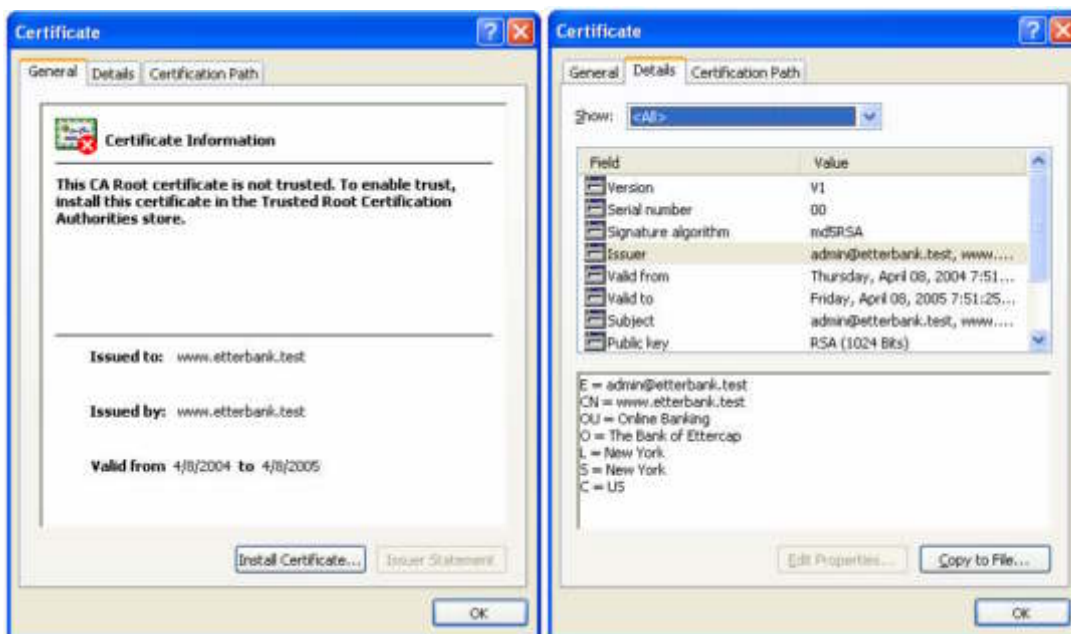 Certificate
General Details Certification Path
Certificate Information
This CA Root certificate is not trusted. To enable trust,
install this certificate in the Trusted Root Certification
Authorities store.
Issued to: www.etterbank.test
Issued by: www.etterbank.test
Valid from 4/8/2004 to 4/8/2005
Install Certificate... Issuer Statement
OK
Certificate
General Details Certification Path
Show: <All>
Field Value
Version V1
Serial number 00
Signature algorithm md5RSA
Issuer admin@etterbank.test, www....
Valid from Thursday, April 08, 2004 7:51...
Valid to Friday, April 08, 2005 7:51:25...
Subject admin@etterbank.test, www....
Public key RSA (1024 Bits)
E = admin@etterbank.test
CN = www.etterbank.test
OU = Online Banking
O = The Bank of Ettercap
L = New York
S = New York
C = US
Edit Properties... Copy to File...
OK